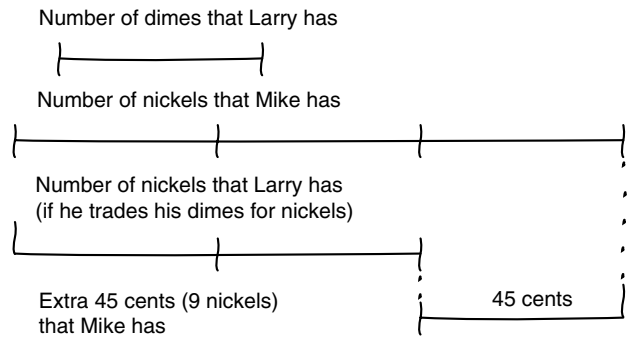 Number of dimes that Larry has
Number of nickels that Mike has
Number of nickels that Larry has
(if he trades his dimes for nickels)
Extra 45 cents (9 nickels)
that Mike has
45 cents